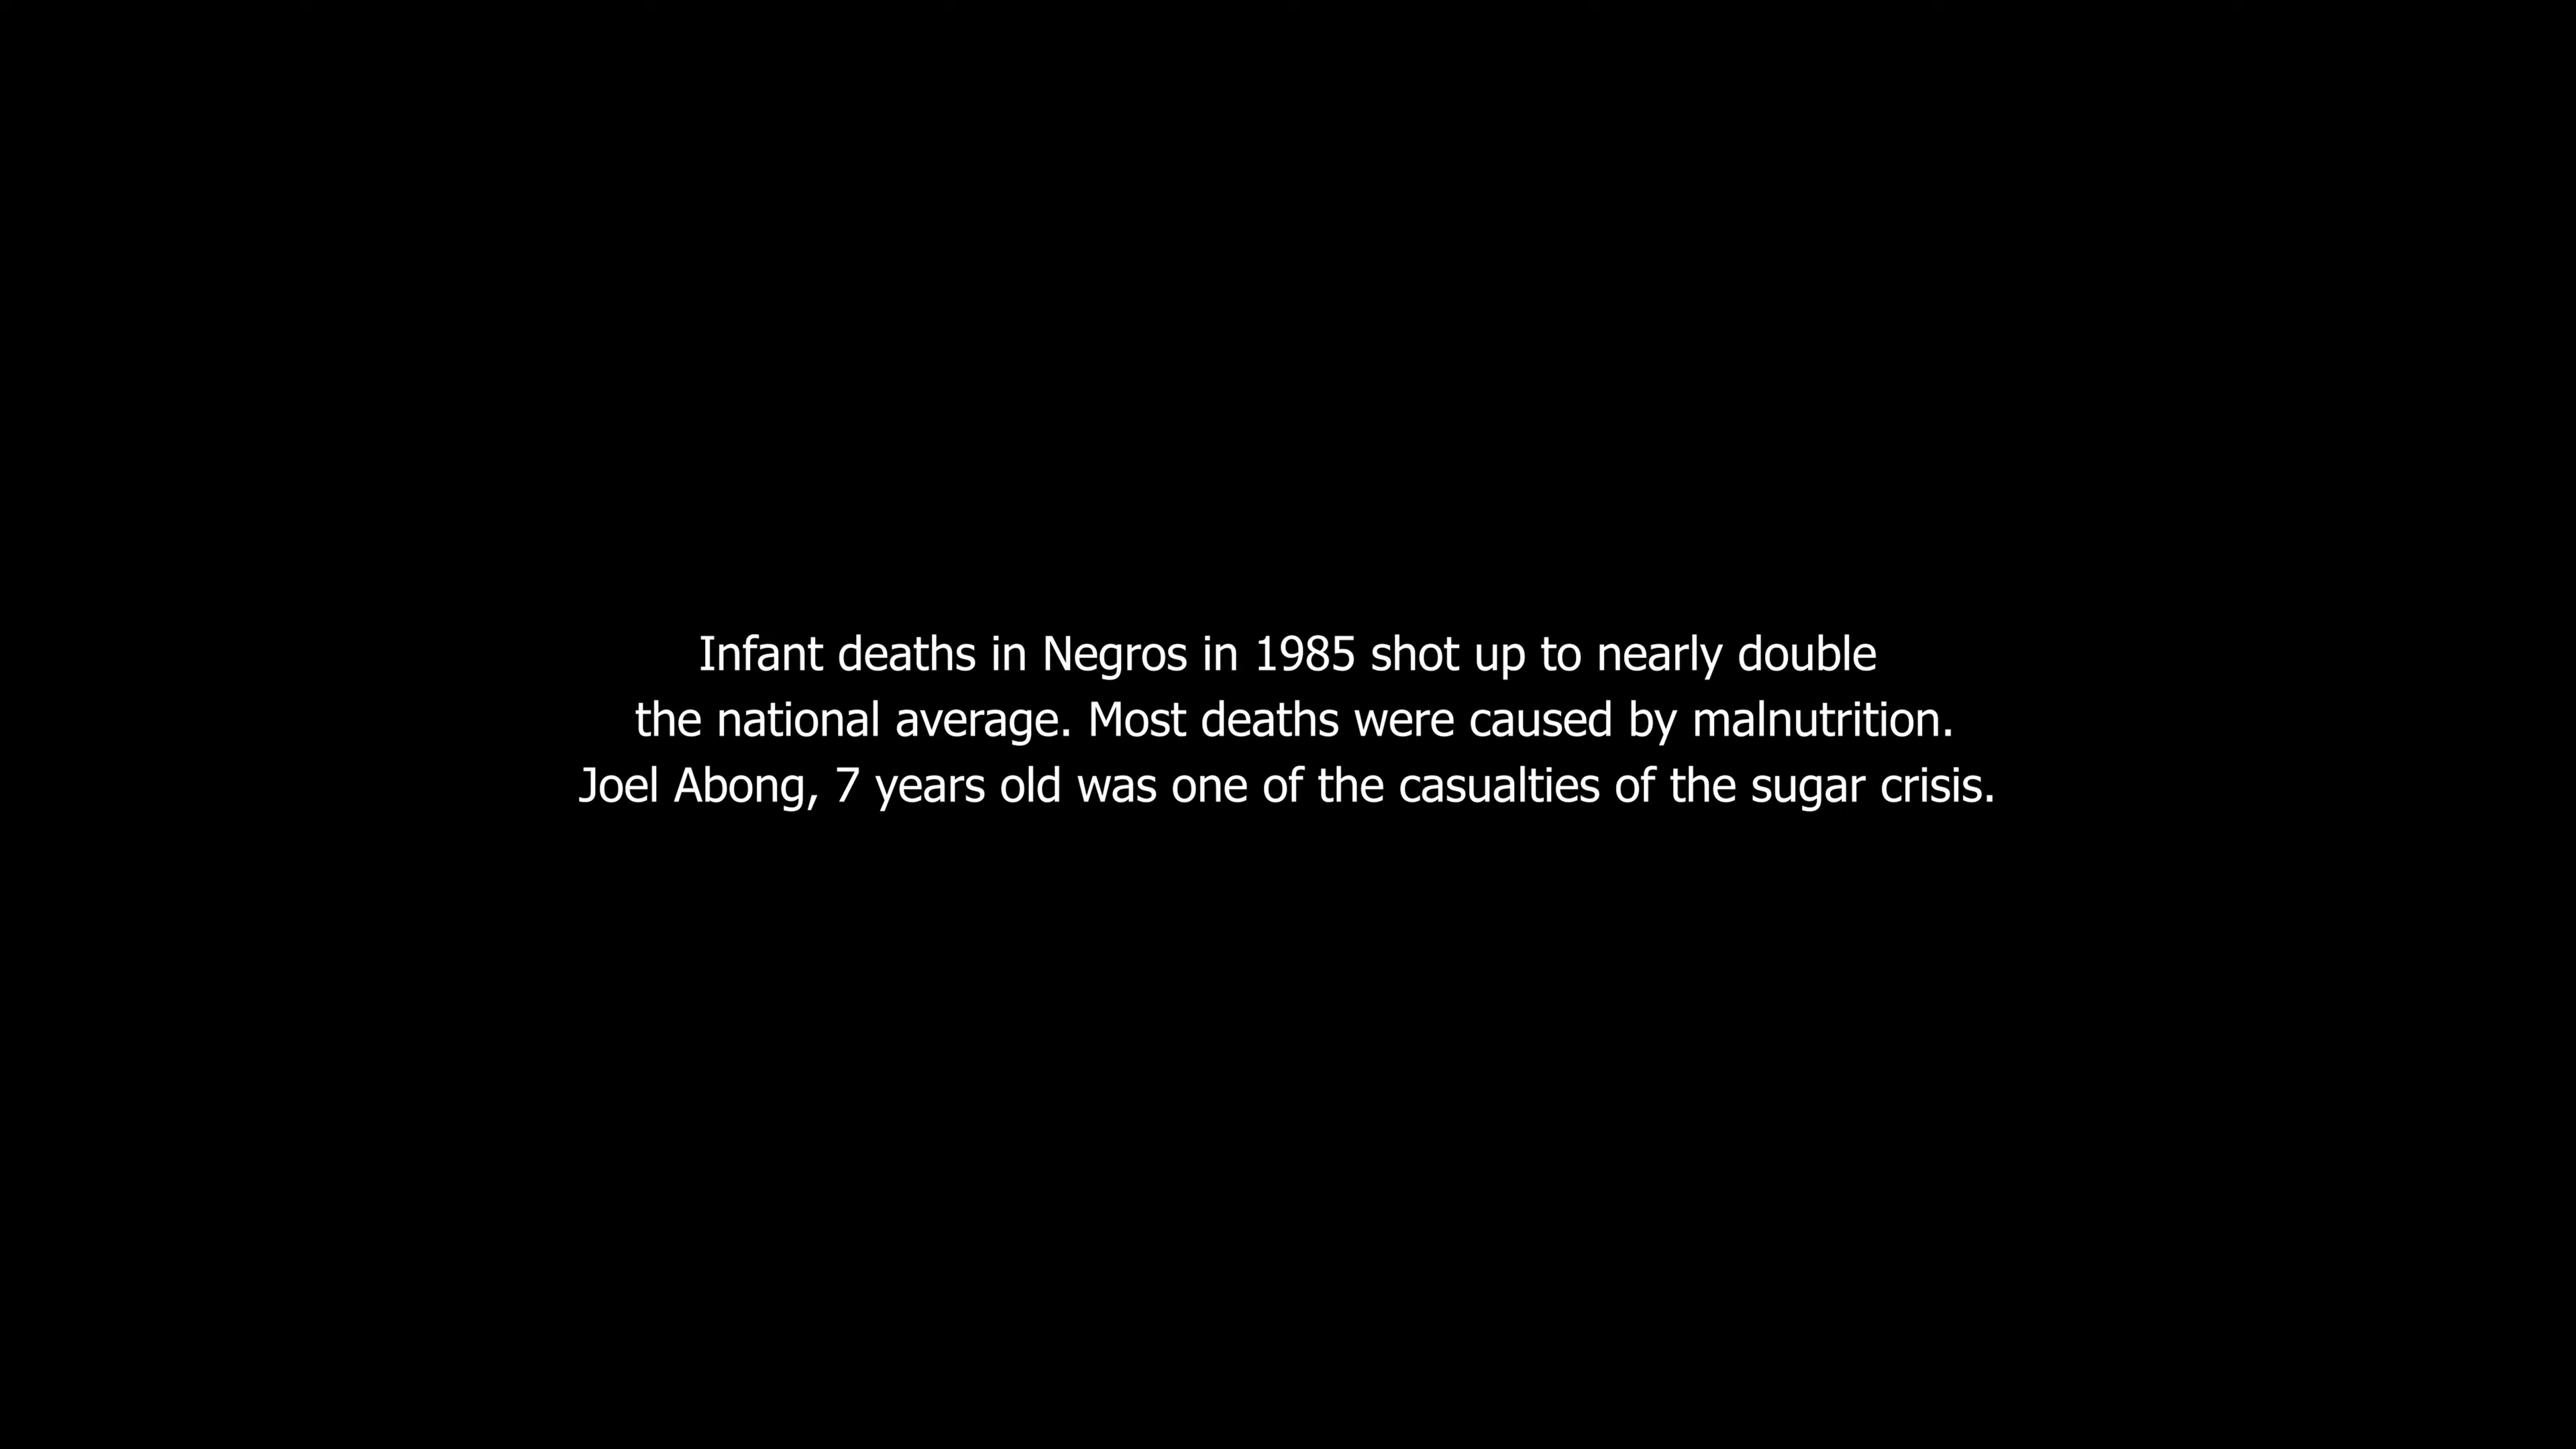 Infant deaths in Negros in 1985 shot up to nearly double
the national average. Most deaths were caused by malnutrition.
Joel Abong, 7 years old was one of the casualties of the sugar crisis.